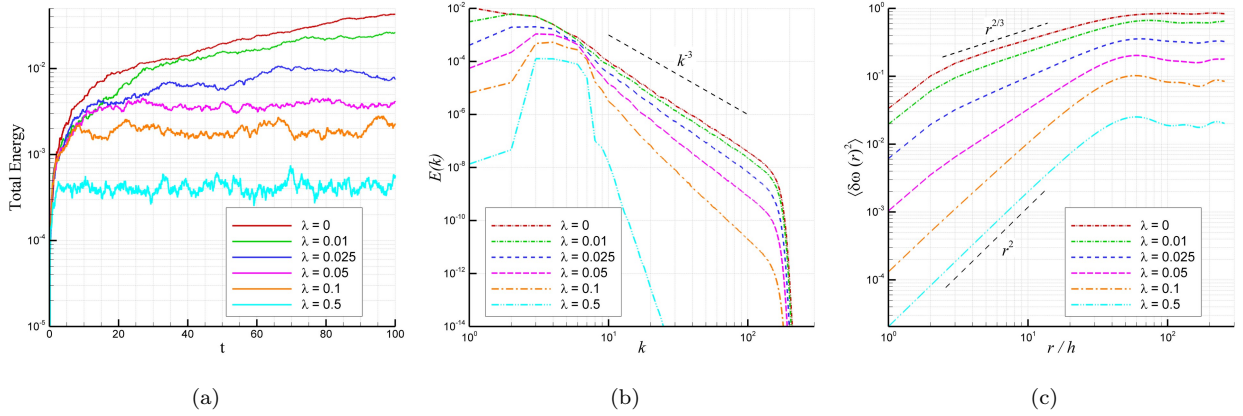 Total Energy
10^-2
10^-3
10^-4
10^-5
0 20 40 60 80 100
t
λ = 0
λ = 0.01
λ = 0.025
λ = 0.05
λ = 0.1
λ = 0.5
(a)
E(k)
10^-2
10^-4
10^-6
10^-8
10^-10
10^-12
10^-14
10^0 10^1 10^2
k
k^-3
λ = 0
λ = 0.01
λ = 0.025
λ = 0.05
λ = 0.1
λ = 0.5
(b)
⟨δω (r)^2⟩
10^0
10^-1
10^-2
10^-3
10^-4
10^0 10^1 10^2
r / h
r^2/3
r^2
λ = 0
λ = 0.01
λ = 0.025
λ = 0.05
λ = 0.1
λ = 0.5
(c)